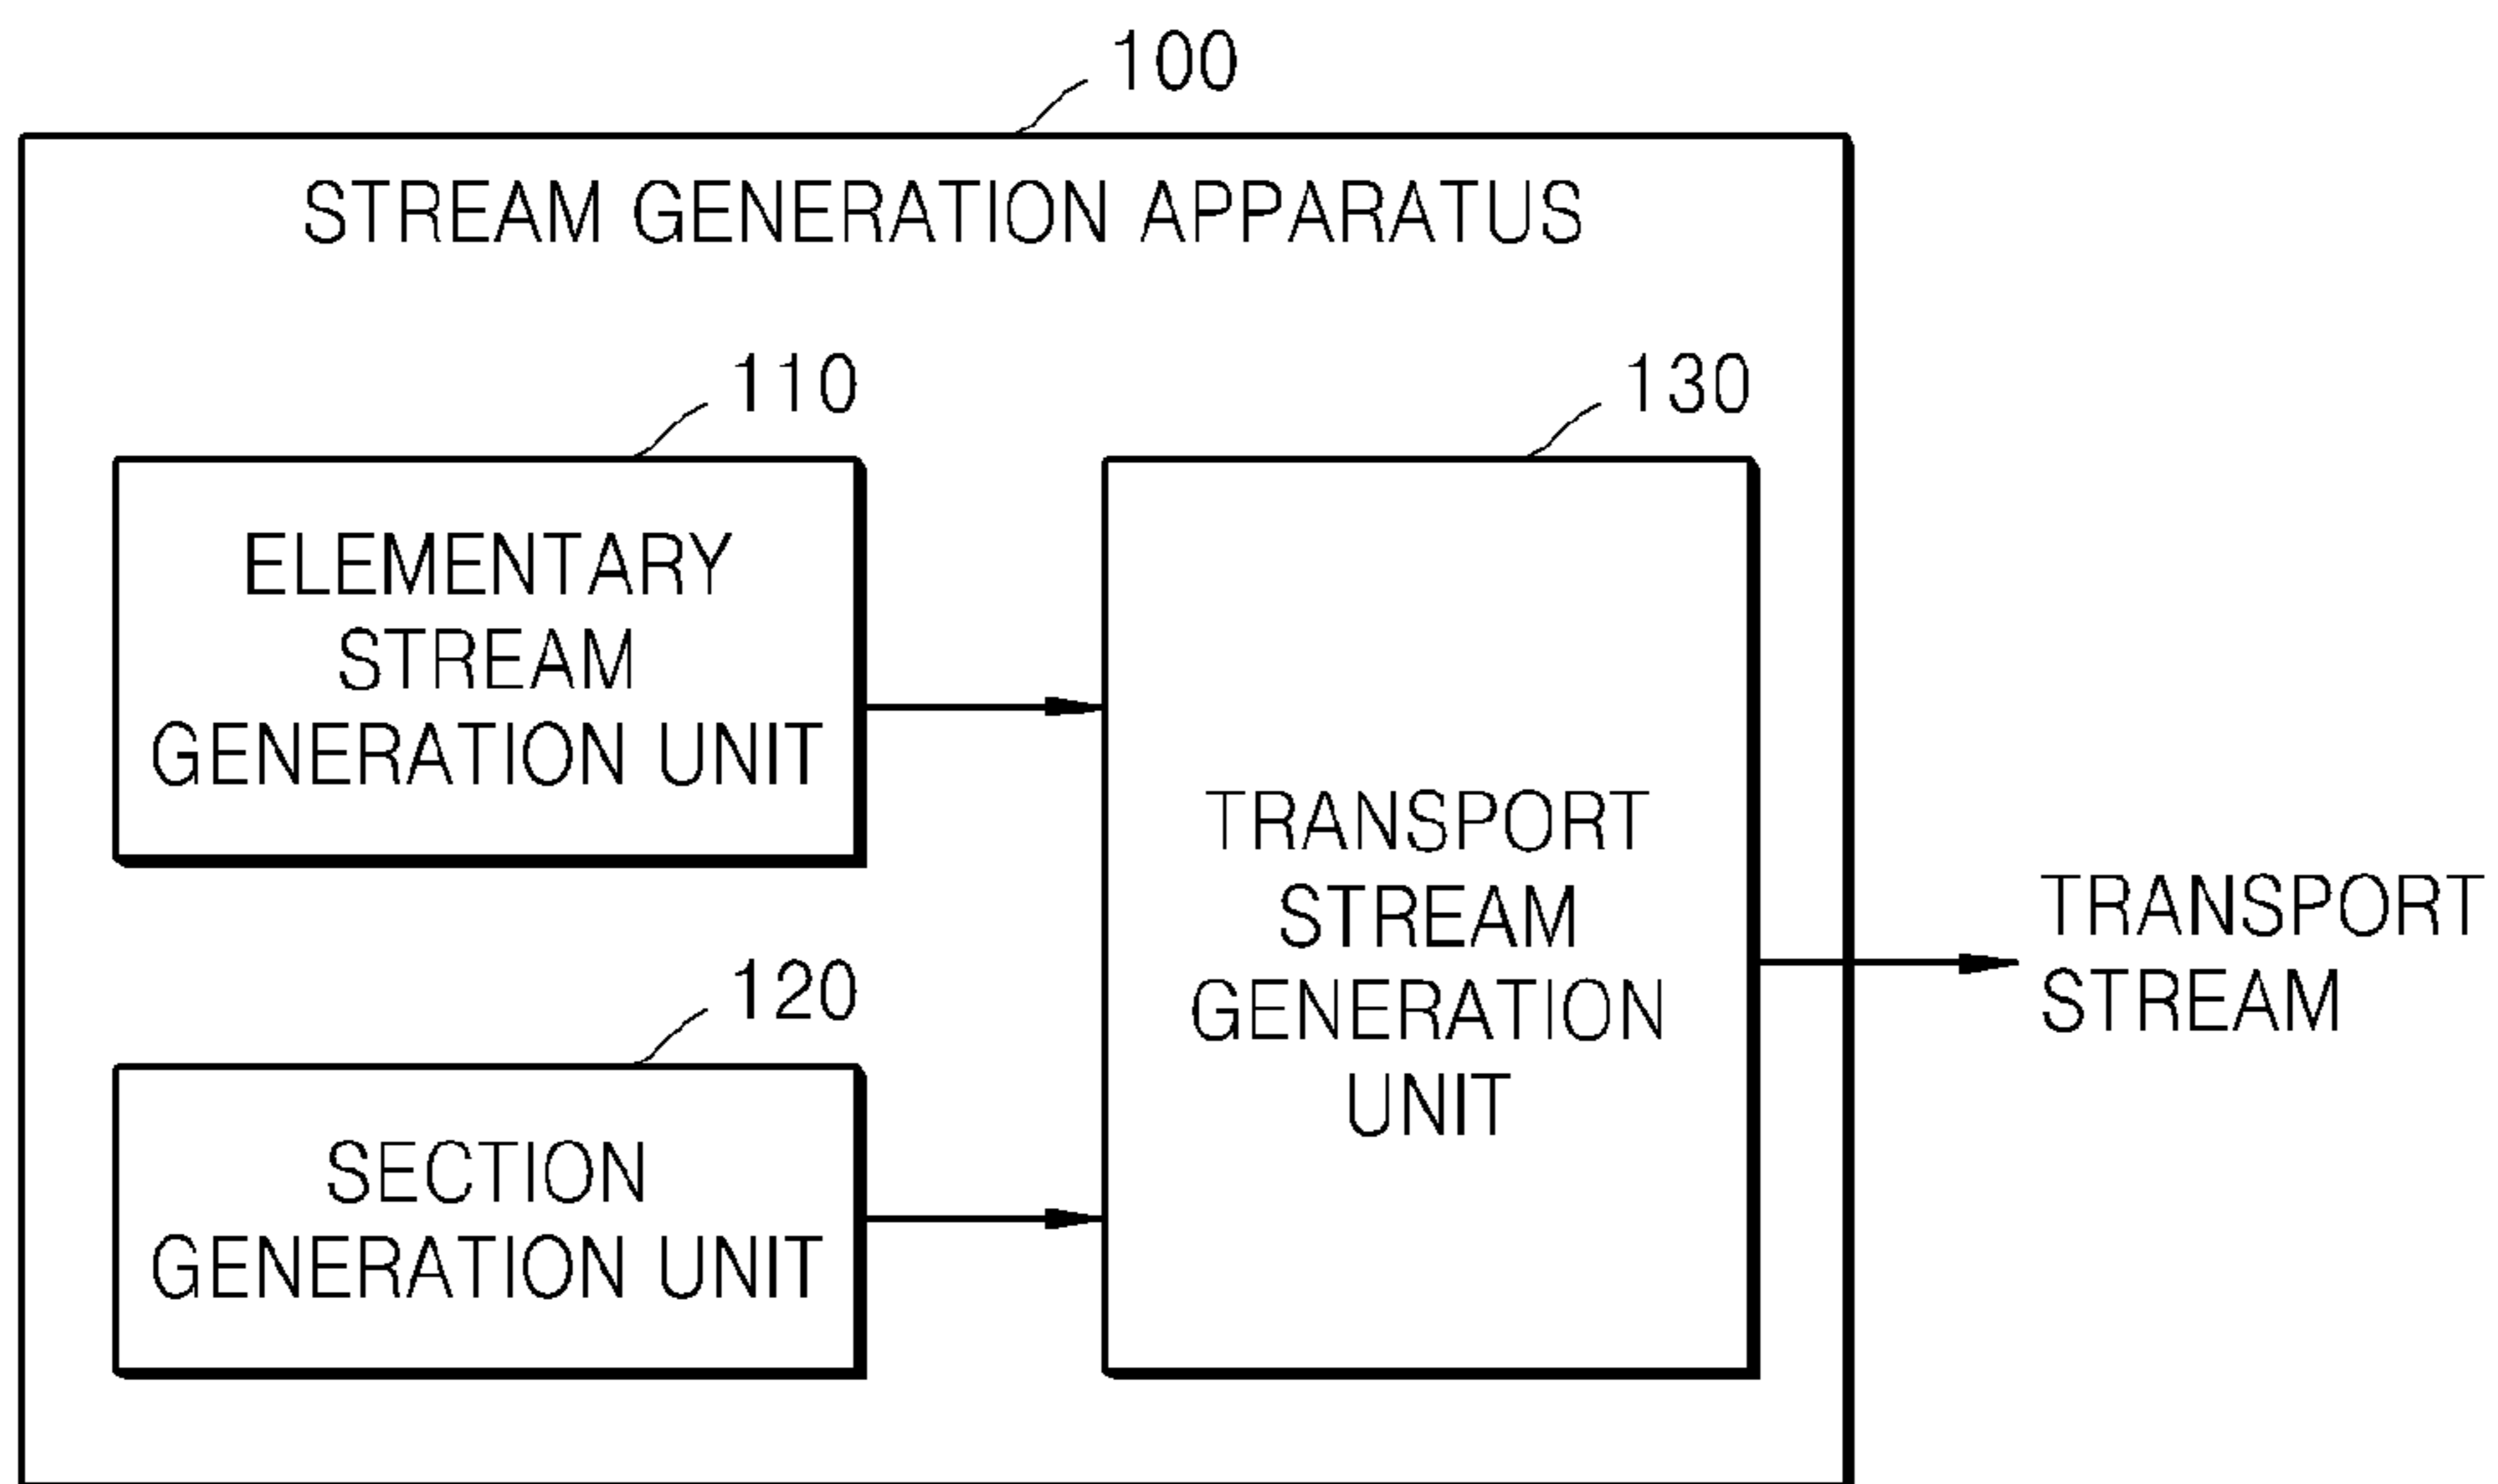 100
STREAM GENERATION APPARATUS
110
ELEMENTARY
STREAM
GENERATION UNIT
120
SECTION
GENERATION UNIT
130
TRANSPORT
STREAM
GENERATION
UNIT
TRANSPORT
STREAM